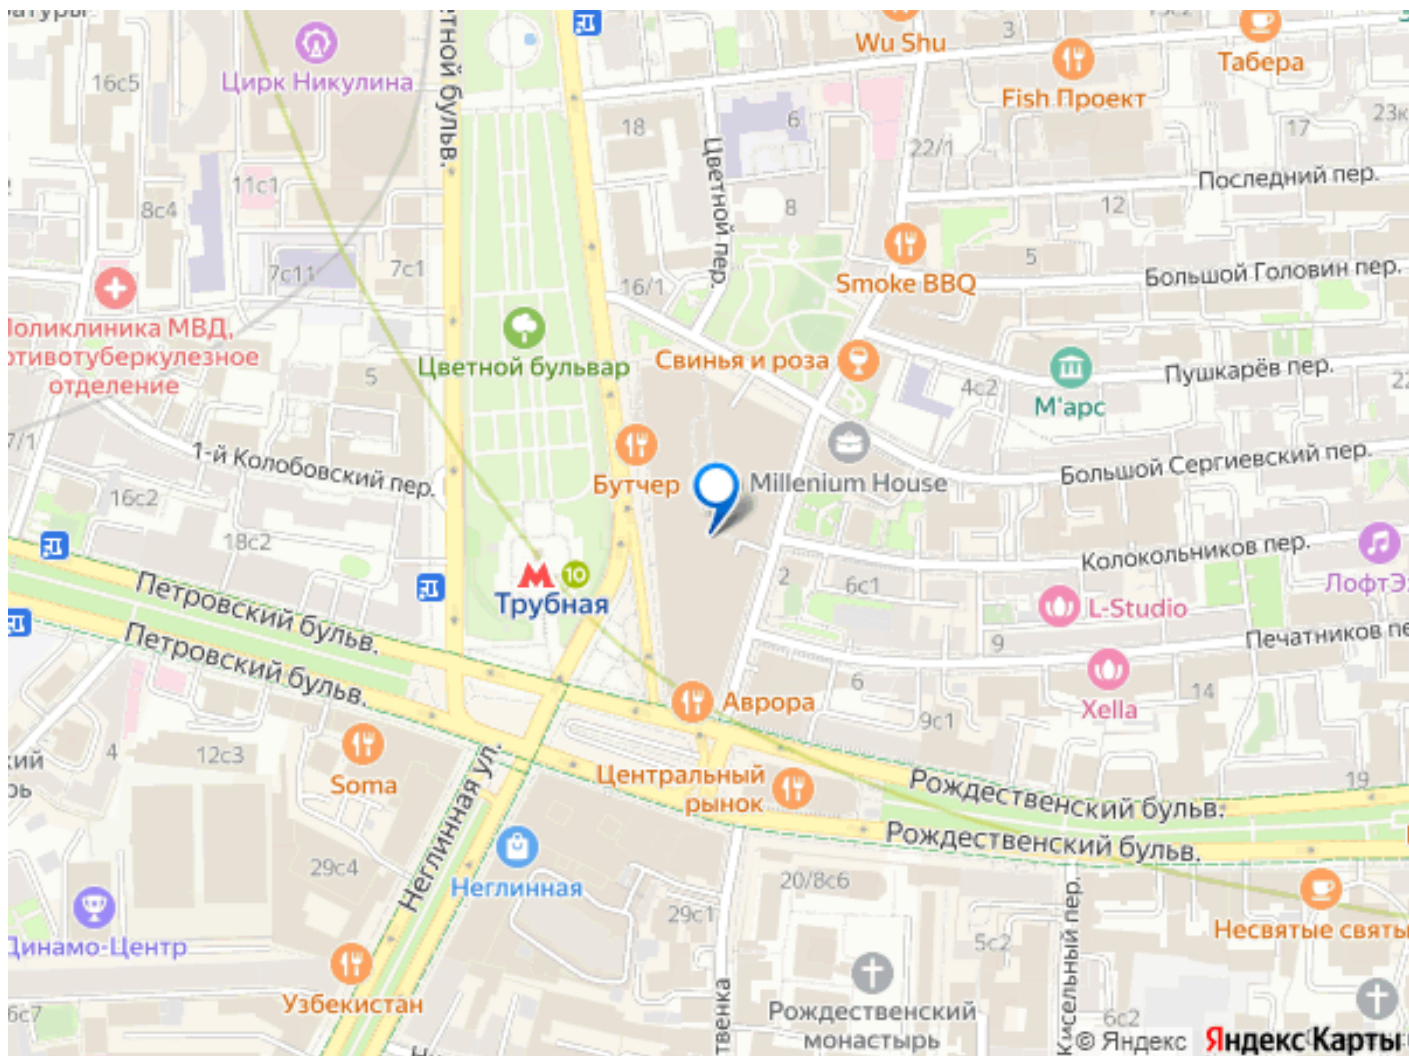 Wu Shu
3
Табера
Цирк Никулина
16с5
Fish Проект
23к
17
18
6
22/1
Цветной пер.
Последний пер.
11с1
8с4
12
8
5
7с11
7с1
16/1
Smoke BBQ
Большой Головин пер.
Поликлиника МВД,
отделение
Цветной бульвар
Свинья и роза
5
4с2
М'арс
Пушкарёв пер.
7/1
1-й Колобовский пер.
Бутчер
Millenium House
Большой Сергиевский пер.
16с2
18с2
Колокольников пер.
10
Трубная
2
6с1
L-Studio
Петровский бульв.
Петровский бульв.
9
6
14
Xella
Аврора
9с1
4
12с3
Soma
Неглинная ул.
Центральный
рынок
19
Рождественский бульв.
Рождественский бульв.
29с4
Неглинная
20/8с6
29с1
5с2
Динамо-Центр
Узбекистан
Рождественский
монастырь
6с7
6с2
© Яндекс
Яндекс Карты